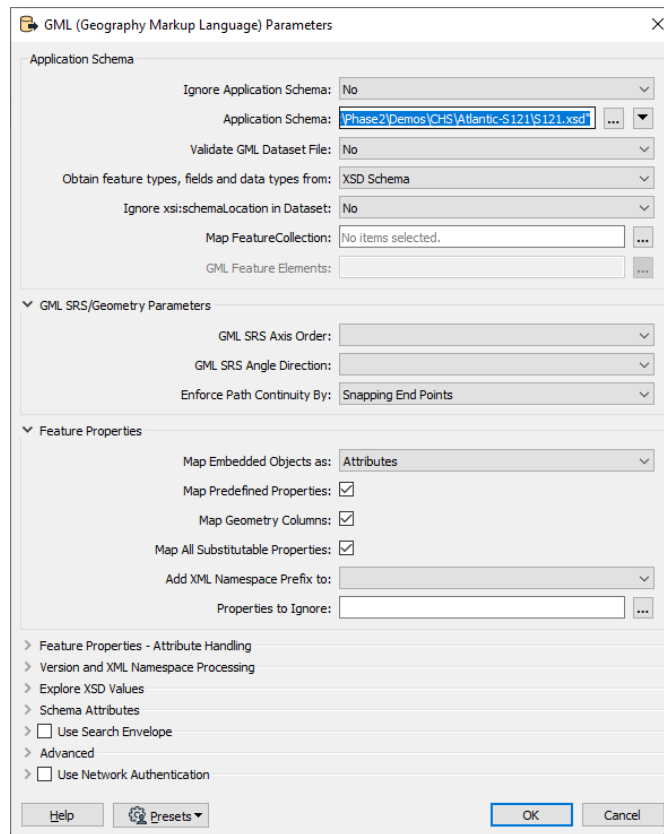 GML (Geography Markup Language) Parameters
Application Schema
Ignore Application Schema: No
Application Schema: :\Phase2\Demos\CHS\Atlantic-S121\S121.xsd" ...
Validate GML Dataset File: No
Obtain feature types, fields and data types from: XSD Schema
Ignore xsi:schemaLocation in Dataset: No
Map FeatureCollection: No items selected. ...
GML Feature Elements: ...
GML SRS/Geometry Parameters
GML SRS Axis Order:
GML SRS Angle Direction:
Enforce Path Continuity By: Snapping End Points
Feature Properties
Map Embedded Objects as: Attributes
Map Predefined Properties:
Map Geometry Columns:
Map All Substitutable Properties:
Add XML Namespace Prefix to:
Properties to Ignore: ...
Feature Properties - Attribute Handling
Version and XML Namespace Processing
Explore XSD Values
Schema Attributes
Use Search Envelope
Advanced
Use Network Authentication
Help Presets OK Cancel